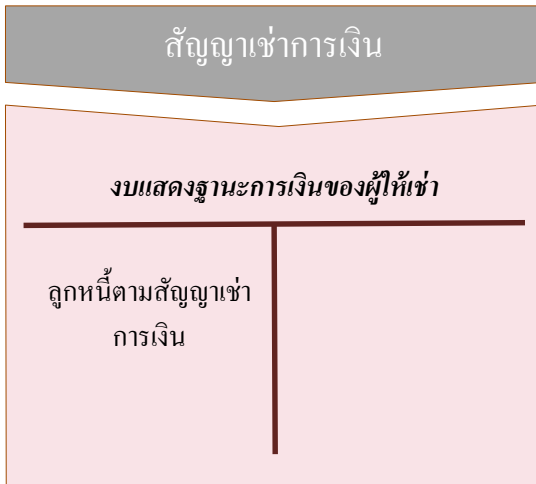 สัญญาเช่าการเงิน
งบแสดงฐานะการเงินของผู้ให้เช่า
ลูกหนี้ตามสัญญาเช่า
การเงิน